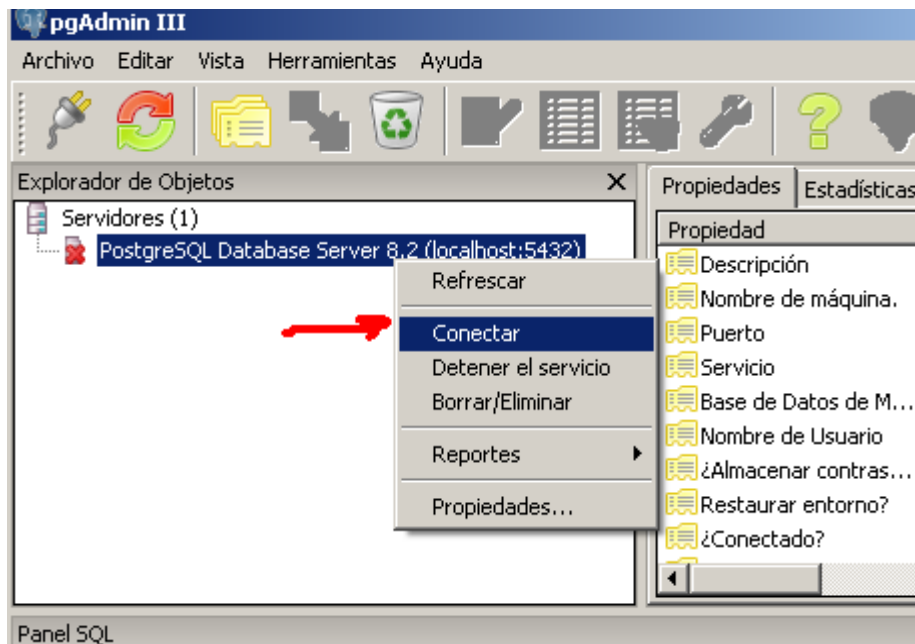 pgAdmin III
Archivo Editar Vista Herramientas Ayuda
Explorador de Objetos
Servidores (1)
PostgreSQL Database Server 8.2 (localhost:5432)
Refrescar
Conectar
Detener el servicio
Borrar/Eliminar
Reportes
Propiedades...
Propiedades Estadísticas
Propiedad
Descripción
Nombre de máquina.
Puerto
Servicio
Base de Datos de M...
Nombre de Usuario
¿Almacenar contras...
Restaurar entorno?
¿Conectado?
Panel SQL